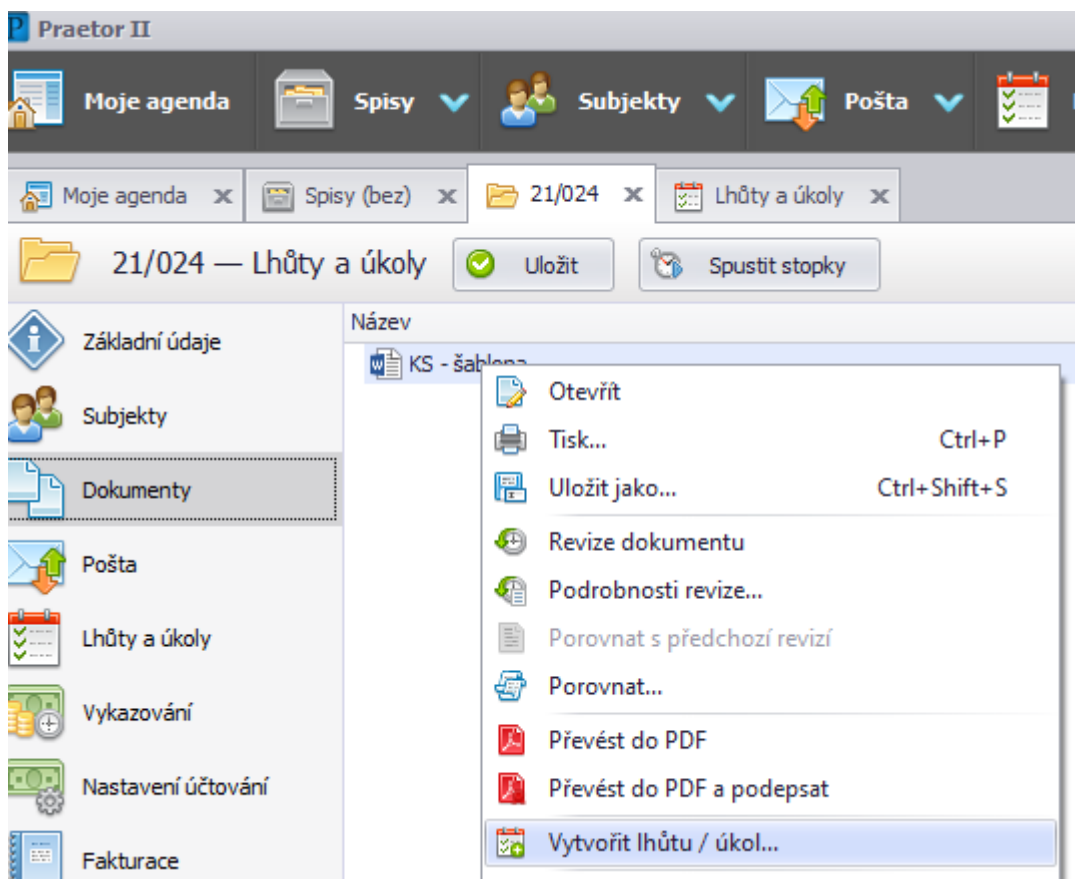 Praetor II
Moje agenda Spisy Subjekty Pošta
Moje agenda x Spisy (bez) x 21/024 x Lhůty a úkoly x
21/024 — Lhůty a úkoly Uložit Spustit stopky
Základní údaje
Subjekty
Dokumenty
Pošta
Lhůty a úkoly
Vykazování
Nastavení účtování
Fakturace
Název
KS - šablona
Otevřít
Tisk... Ctrl+P
Uložit jako... Ctrl+Shift+S
Revize dokumentu
Podrobnosti revize...
Porovnat s předchozí revizí
Porovnat...
Převést do PDF
Převést do PDF a podepsat
Vytvořit lhůtu / úkol...